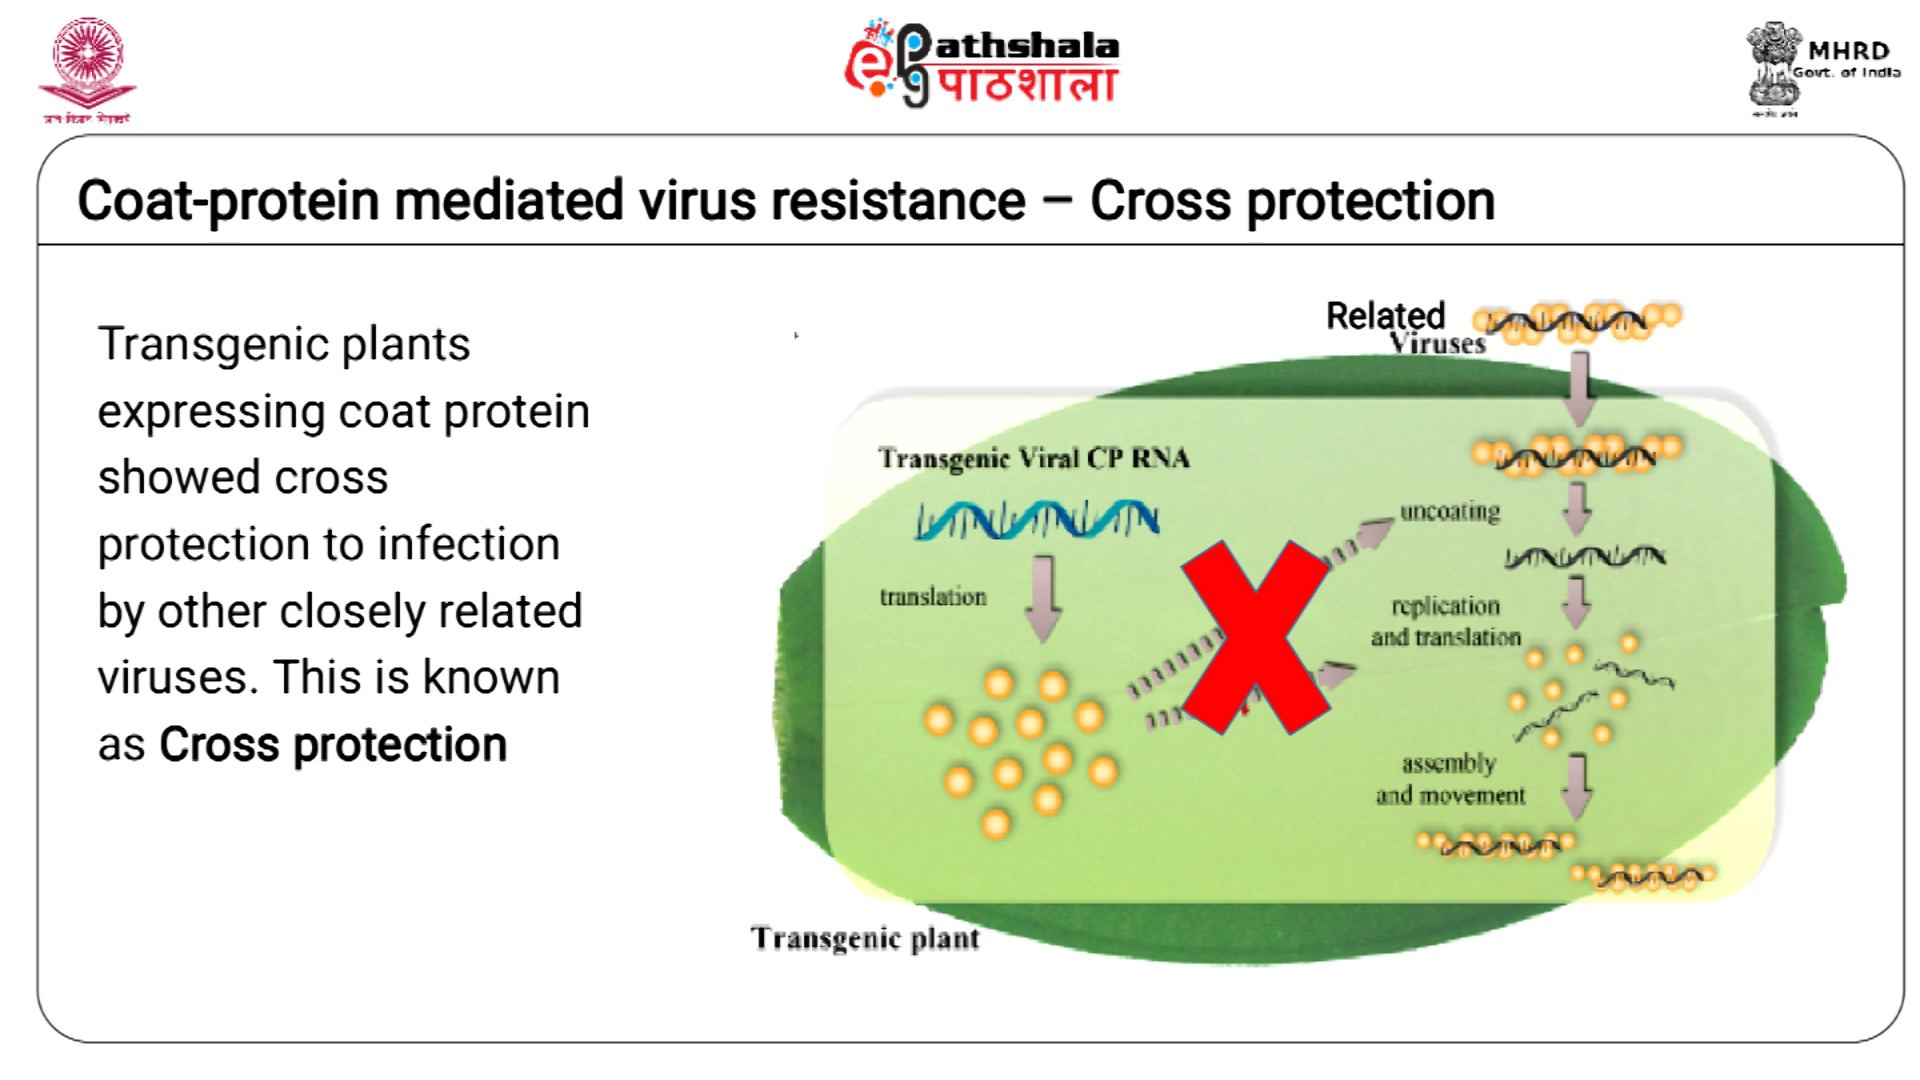 ePathshala
पाठशाला
MHRD
Govt. of India
Coat-protein mediated virus resistance – Cross protection
Transgenic plants
expressing coat protein
showed cross
protection to infection
by other closely related
viruses. This is known
as Cross protection
Related
Viruses
Transgenic Viral CP RNA
uncoating
translation
replication
and translation
assembly
and movement
Transgenic plant